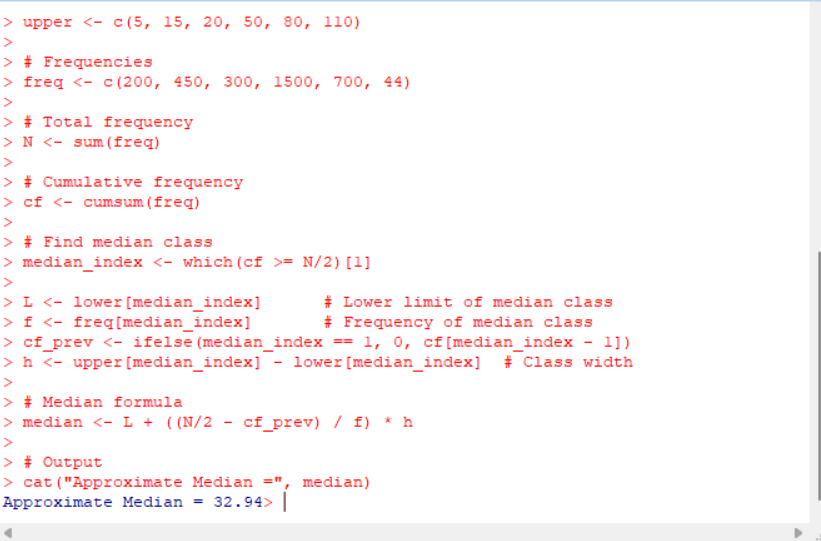 > upper <- c(5, 15, 20, 50, 80, 110)
>
> # Frequencies
> freq <- c(200, 450, 300, 1500, 700, 44)
>
> # Total frequency
> N <- sum(freq)
>
> # Cumulative frequency
> cf <- cumsum(freq)
>
> # Find median class
> median_index <- which(cf >= N/2)[1]
>
> L <- lower[median_index]      # Lower limit of median class
> f <- freq[median_index]       # Frequency of median class
> cf_prev <- ifelse(median_index == 1, 0, cf[median_index - 1])
> h <- upper[median_index] - lower[median_index]  # Class width
>
> # Median formula
> median <- L + ((N/2 - cf_prev) / f) * h
>
> # Output
> cat("Approximate Median =", median)
Approximate Median = 32.94>